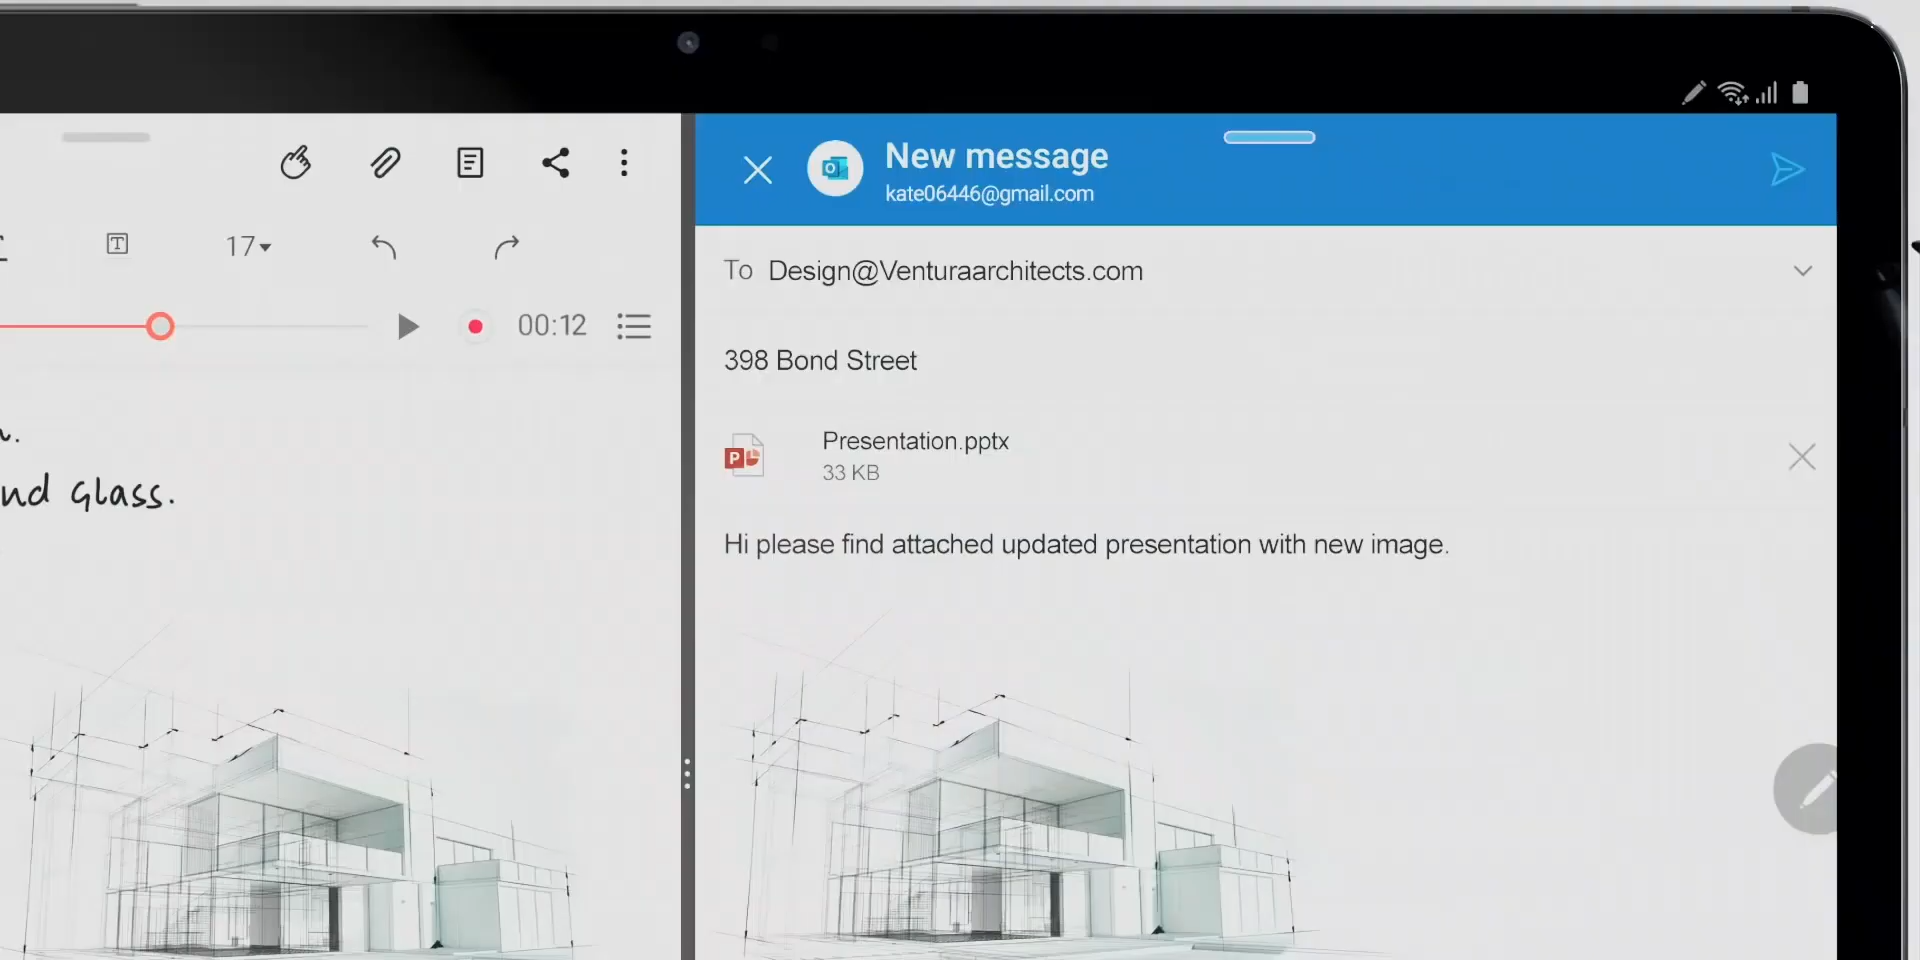 New message
kate06446@gmail.com
17
To Design@Venturaarchitects.com
00:12
398 Bond Street
Presentation.pptx
33 KB
Glass.
Hi please find attached updated presentation with new image.